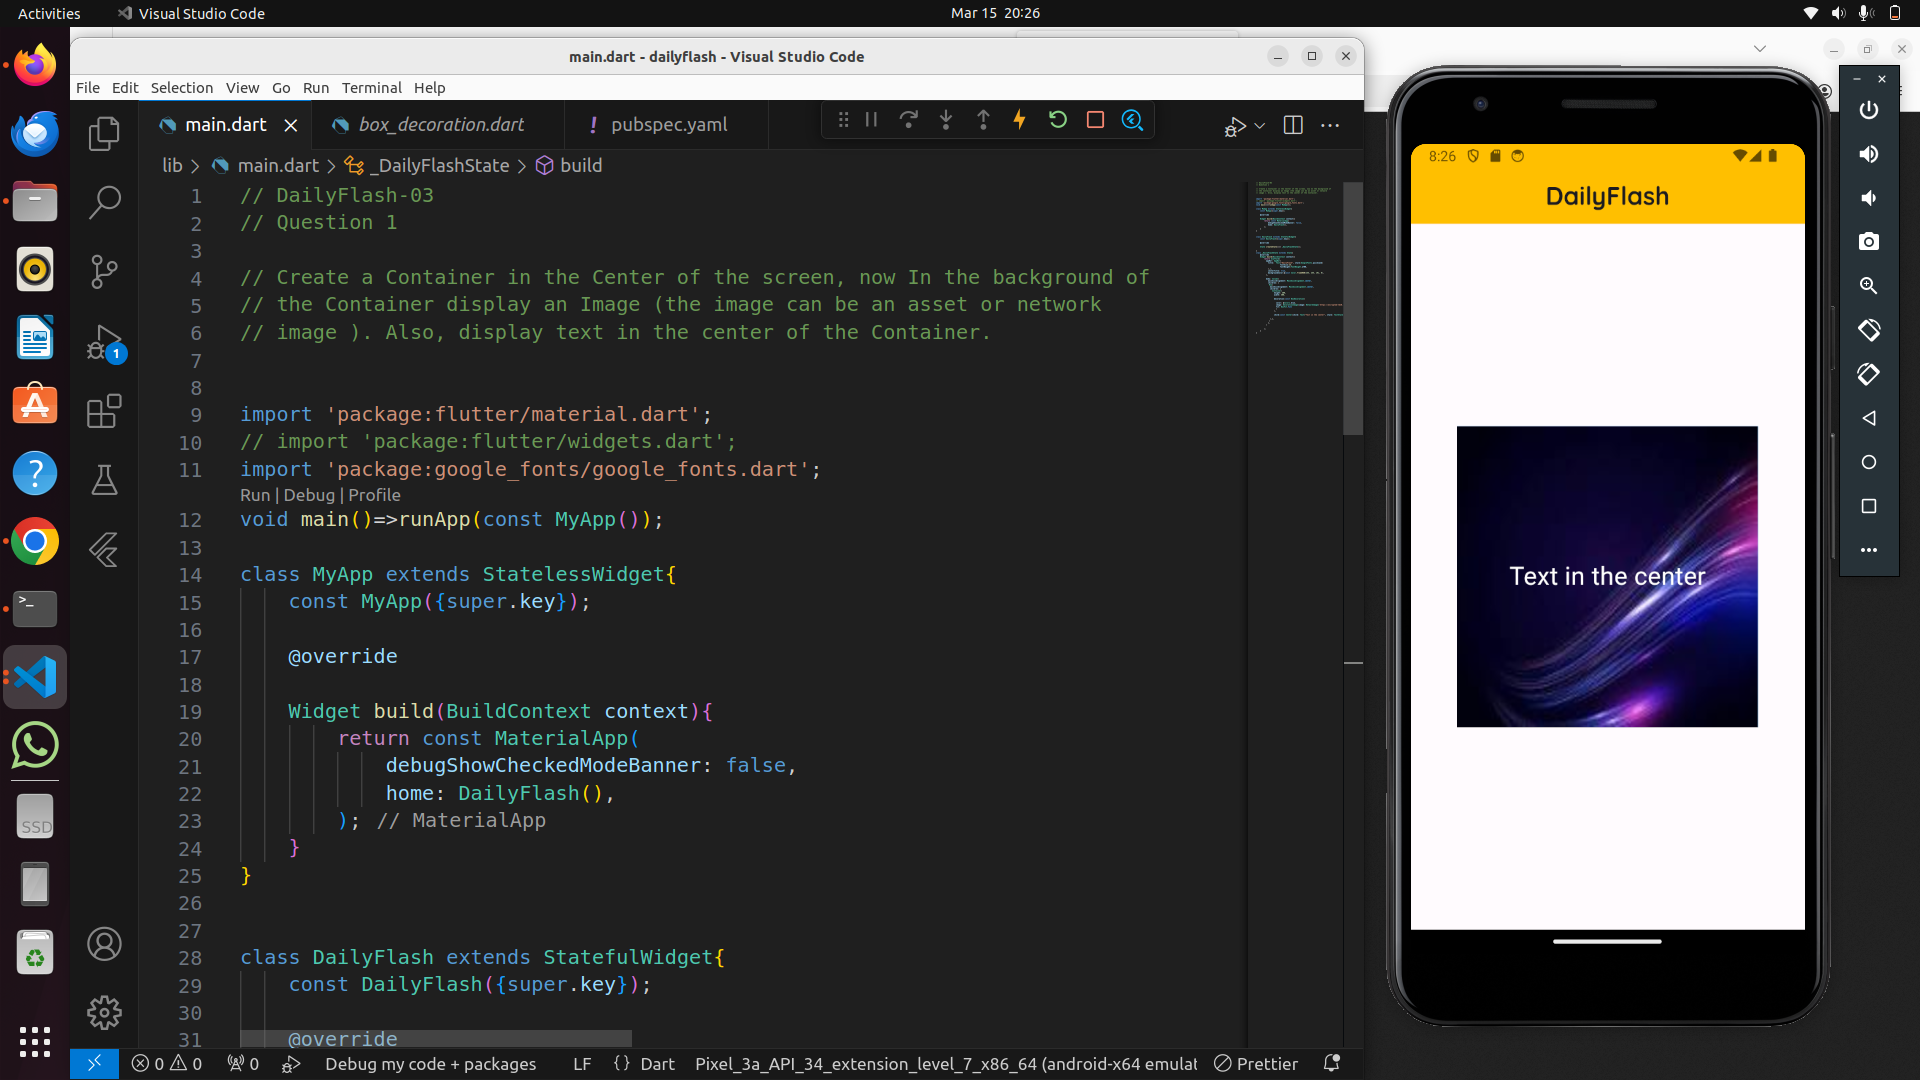 Activities
Visual Studio Code
Mar 15 20:26
main.dart - dailyflash - Visual Studio Code
File Edit Selection View Go Run Terminal Help
main.dart
box_decoration.dart
! pubspec.yaml
lib > main.dart > _DailyFlashState > build
1 // DailyFlash-03
2 // Question 1
3
4 // Create a Container in the Center of the screen, now In the background of
5 // the Container display an Image (the image can be an asset or network
6 // image ). Also, display text in the center of the Container.
7
8
9 import 'package:flutter/material.dart';
10 // import 'package:flutter/widgets.dart';
11 import 'package:google_fonts/google_fonts.dart';
Run | Debug | Profile
12 void main()=>runApp(const MyApp());
13
14 class MyApp extends StatelessWidget{
15 const MyApp({super.key});
16
17 @override
18
19 Widget build(BuildContext context){
20 return const MaterialApp(
21 debugShowCheckedModeBanner: false,
22 home: DailyFlash(),
23 ); // MaterialApp
24 }
25 }
26
27
28 class DailyFlash extends StatefulWidget{
29 const DailyFlash({super.key});
30
31 @override
1
SSD
0 0 0 Debug my code + packages LF {} Dart Pixel_3a_API_34_extension_level_7_x86_64 (android-x64 emulat Prettier
8:26
DailyFlash
Text in the center